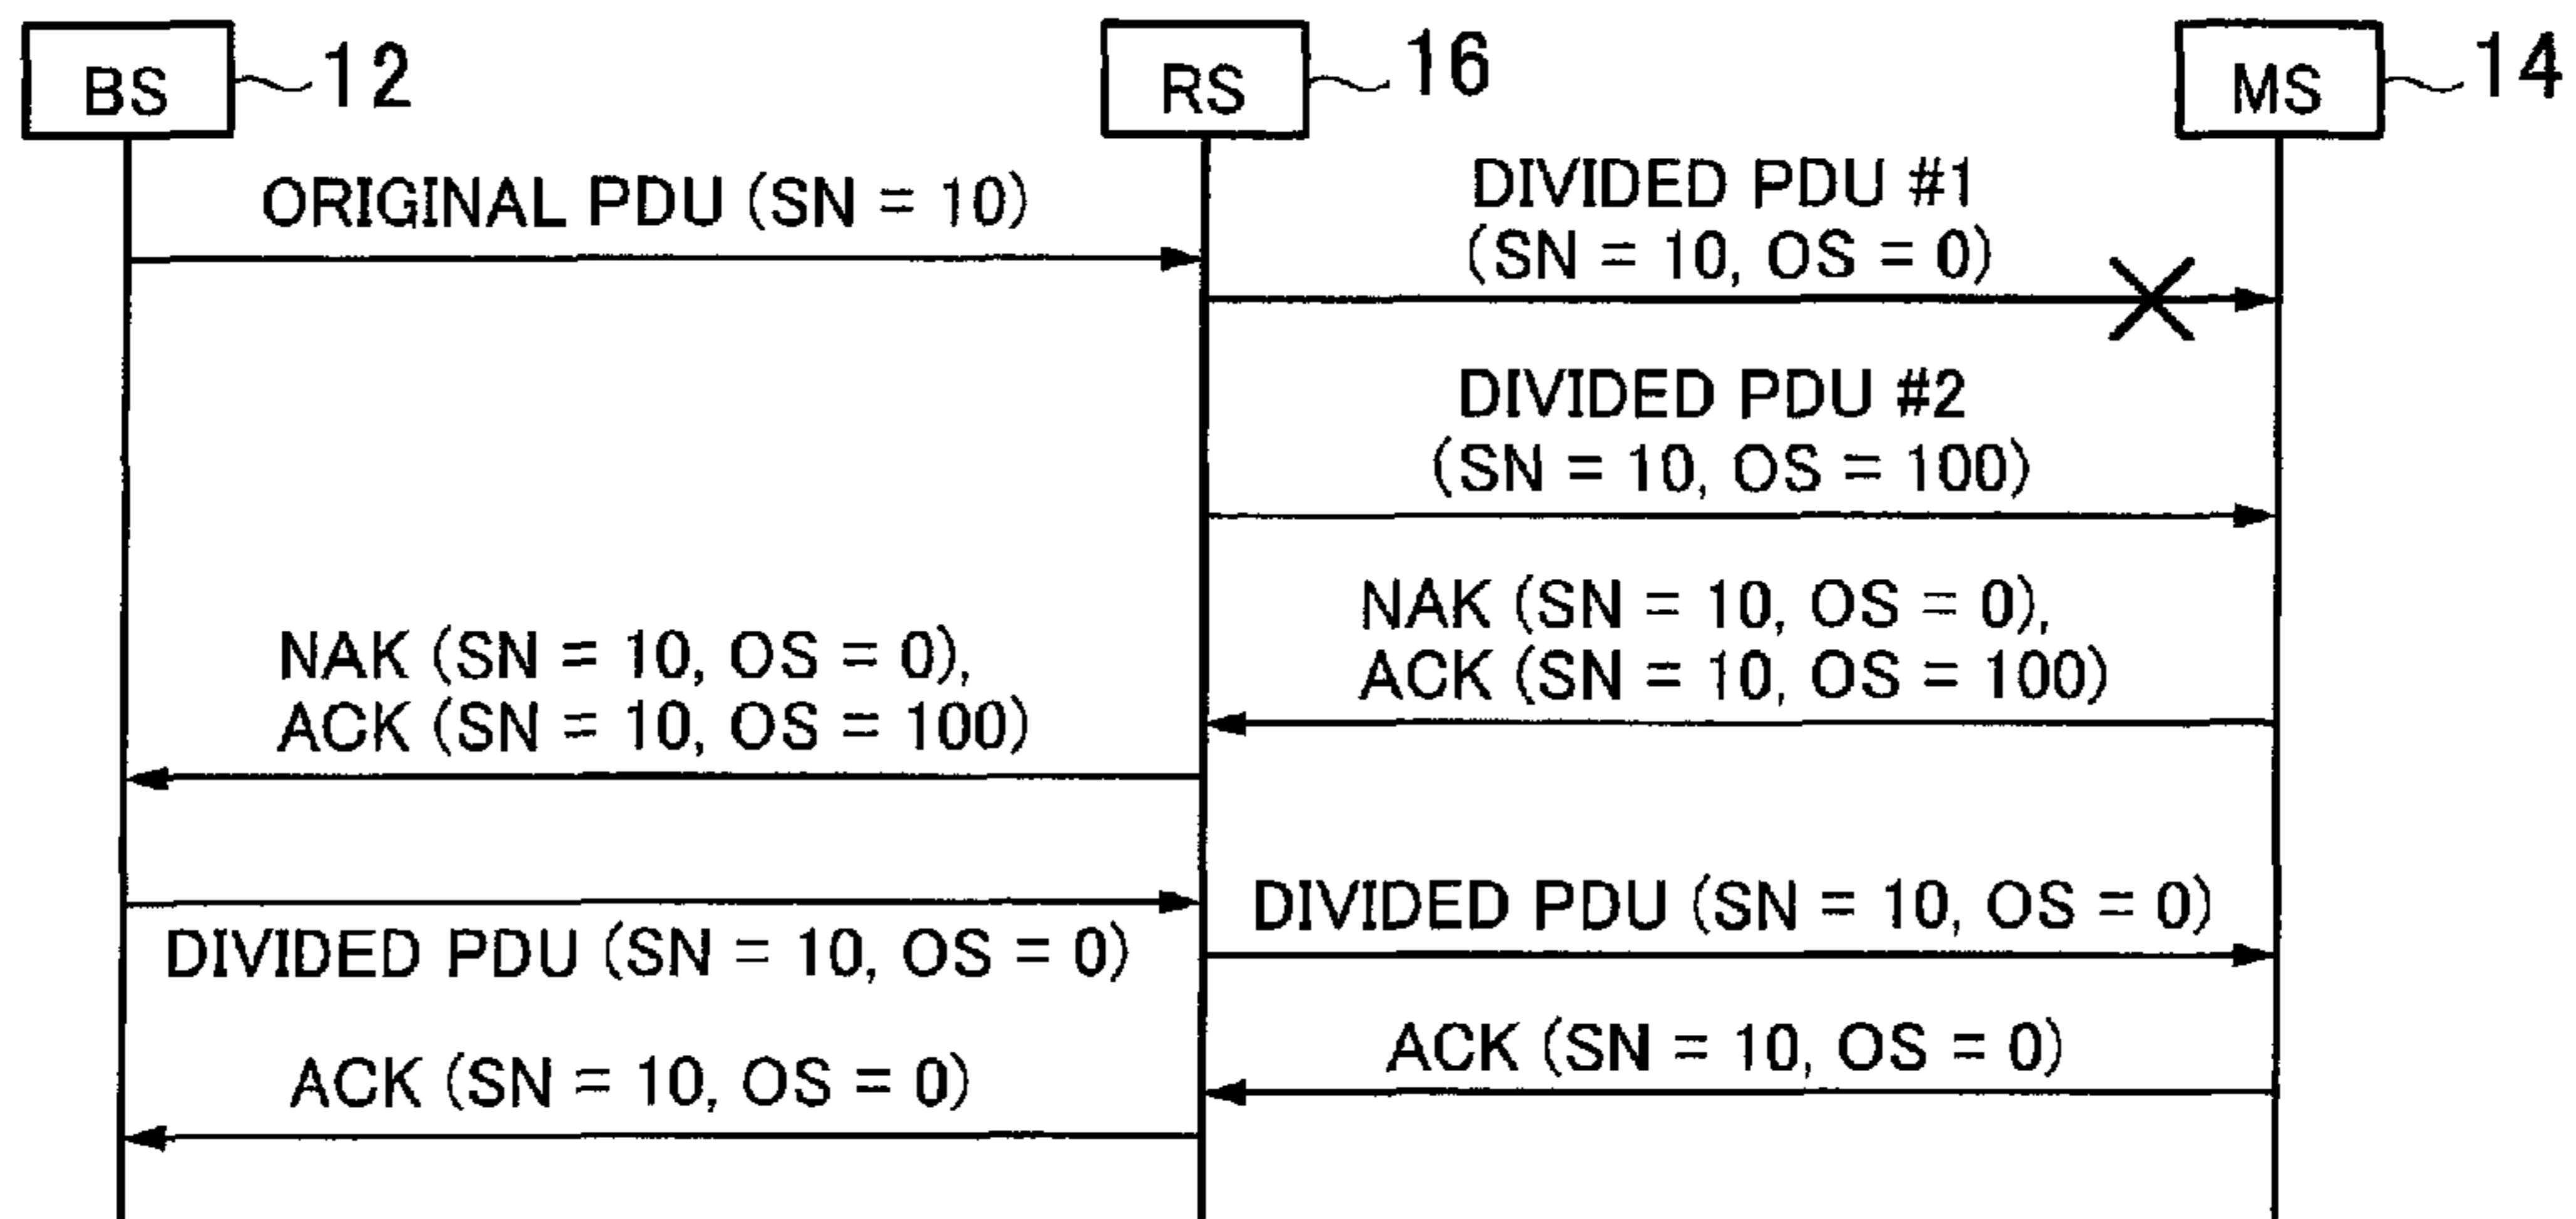 BS
12
RS
16
MS
14
ORIGINAL PDU (SN = 10)
DIVIDED PDU #1
(SN = 10, OS = 0)
DIVIDED PDU #2
(SN = 10, OS = 100)
NAK (SN = 10, OS = 0),
ACK (SN = 10, OS = 100)
NAK (SN = 10, OS = 0),
ACK (SN = 10, OS = 100)
DIVIDED PDU (SN = 10, OS = 0)
DIVIDED PDU (SN = 10, OS = 0)
ACK (SN = 10, OS = 0)
ACK (SN = 10, OS = 0)